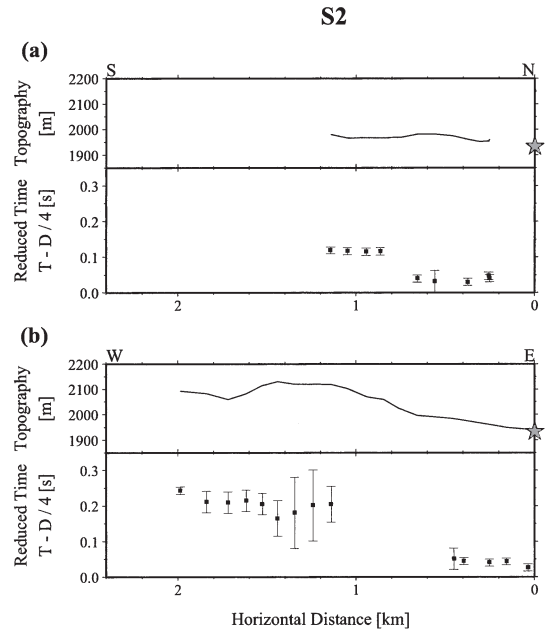 S2
(a)
S N
Topography
[m]
2200
2100
2000
1900
Reduced Time
T - D / 4 [s]
0.3
0.2
0.1
0.0
2 1 0
(b)
W E
Topography
[m]
2200
2100
2000
1900
Reduced Time
T - D / 4 [s]
0.3
0.2
0.1
0.0
2 1 0
Horizontal Distance [km]